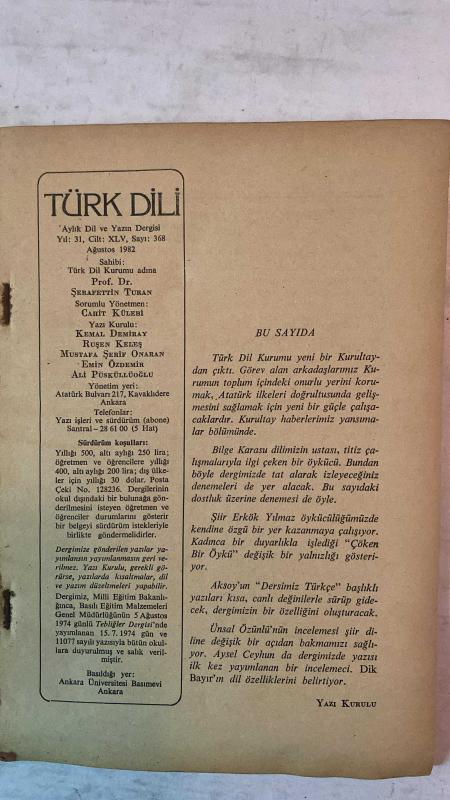 TÜRK DİLİ
Aylık Dil ve Yazın Dergisi
Yıl: 31, Cilt: XLV, Sayı: 368
Ağustos 1982
Sahibi:
Türk Dil Kurumu adına
Prof. Dr.
ŞERAFETTİN TURAN
Sorumlu Yönetmen:
CAHİT KÜLEBİ
Yazı Kurulu:
KEMAL DEMİRAY
RUŞEN KELEŞ
MUSTAFA ŞERİF ONARAN
EMİN ÖZDEMİR
ALİ PÜSKÜLLÜOĞLU
Yönetim yeri:
Atatürk Bulvarı 217, Kavaklıdere
Ankara
Telefonlar:
Yazı işleri ve sürdürüm (abone)
Santral – 28 61 00 (5 Hat)
Sürdürüm koşulları:
Yıllığı 500, altı aylığı 250 lira;
öğretmen ve öğrencilere yıllığı
400, altı aylığı 200 lira; dış ülke-
ler için yıllığı 30 dolar. Posta
Çeki No. 128236. Dergilerinin
okul dışındaki bir bulunağa gön-
derilmesini isteyen öğretmen ve
öğrenciler durumlarını gösterir
bir belgeyi sürdürüm istekleriyle
birlikte göndermelidirler.
Dergimize gönderilen yazılar ya-
yımlansın yayımlanmasın geri ve-
rilmez. Yazı Kurulu, gerekli gö-
rürse, yazılarda kısaltmalar, dil
ve yazım düzeltmeleri yapabilir.
Dergimiz, Milli Eğitim Bakanlı-
ğınca, Basılı Eğitim Malzemeleri
Genel Müdürlüğünün 5 Ağustos
1974 günlü Tebliğler Dergisi'nde
yayımlanan 15. 7. 1974 gün ve
11077 sayılı yazısıyla bütün okul-
lara duyurulmuş ve salık veril-
miştir.
Basıldığı yer:
Ankara Üniversitesi Basımevi
Ankara
BU SAYIDA
Türk Dil Kurumu yeni bir Kurultay-
dan çıktı. Görev alan arkadaşlarımız Ku-
rumun toplum içindeki onurlu yerini koru-
mak, Atatürk ilkeleri doğrultusunda geliş-
mesini sağlamak için yeni bir güçle çalışa-
caklardır. Kurultay haberlerimiz yansıma-
lar bölümünde.
Bilge Karasu dilimizin ustası, titiz ça-
lışmalarıyla ilgi çeken bir öykücü. Bundan
böyle dergimizde tat alarak izleyeceğiniz
denemeleri de yer alacak. Bu sayıdaki
dostluk üzerine denemesi de öyle.
Şiir Erkök Yılmaz öykücülüğümüzde
kendine özgü bir yer kazanmaya çalışıyor.
Kadınca bir duyarlıkla işlediği "Çöken
Bir Öykü" değişik bir yalnızlığı gösteri-
yor.
Aksoy'un "Dersimiz Türkçe" başlıklı
yazıları kısa, canlı değinilerle sürüp gide-
cek, dergimizin bir özelliğini oluşturacak.
Ünsal Özünlü'nün incelemesi şiir di-
line değişik bir açıdan bakmamızı sağlı-
yor. Aysel Ceyhun da dergimizde yazısı
ilk kez yayımlanan bir incelemeci. Dik
Bayır'ın dil özelliklerini belirtiyor.
YAZI KURULU